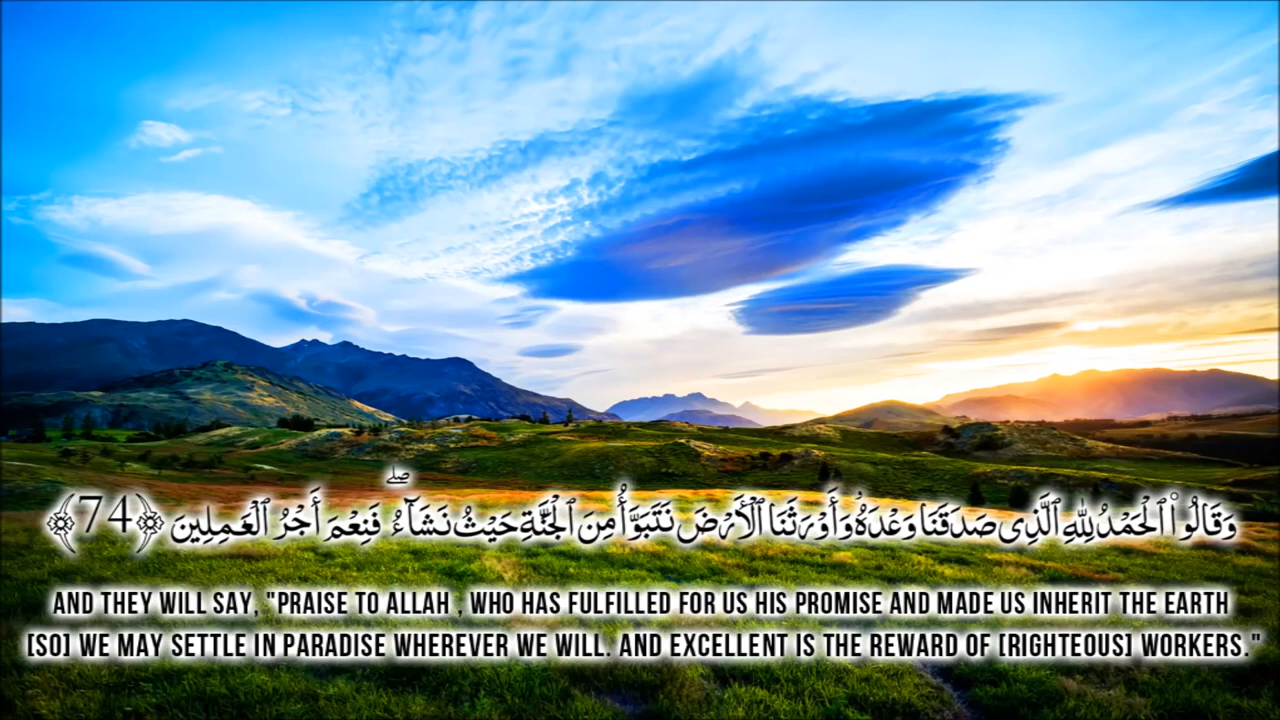 وَقَالُوا۟ ٱلْحَمْدُ لِلَّهِ ٱلَّذِى صَدَقَنَا وَعْدَهُۥ وَأَوْرَثَنَا ٱلْأَرْضَ نَتَبَوَّأُ مِنَ ٱلْجَنَّةِ حَيْثُ نَشَآءُ ۖ فَنِعْمَ أَجْرُ ٱلْعَـٰمِلِينَ ﴿74﴾
AND THEY WILL SAY, "PRAISE TO ALLAH , WHO HAS FULFILLED FOR US HIS PROMISE AND MADE US INHERIT THE EARTH
[SO] WE MAY SETTLE IN PARADISE WHEREVER WE WILL. AND EXCELLENT IS THE REWARD OF [RIGHTEOUS] WORKERS."